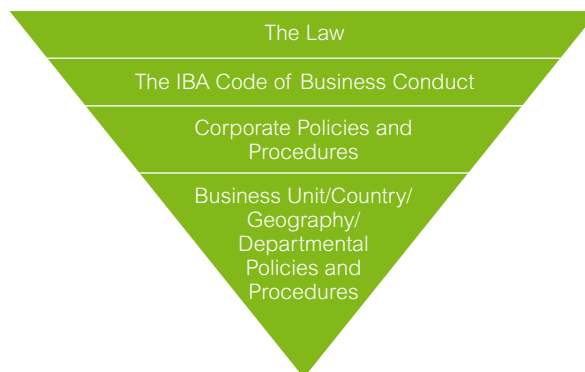 The Law
The IBA Code of Business Conduct
Corporate Policies and
Procedures
Business Unit/Country/
Geography/
Departmental
Policies and
Procedures